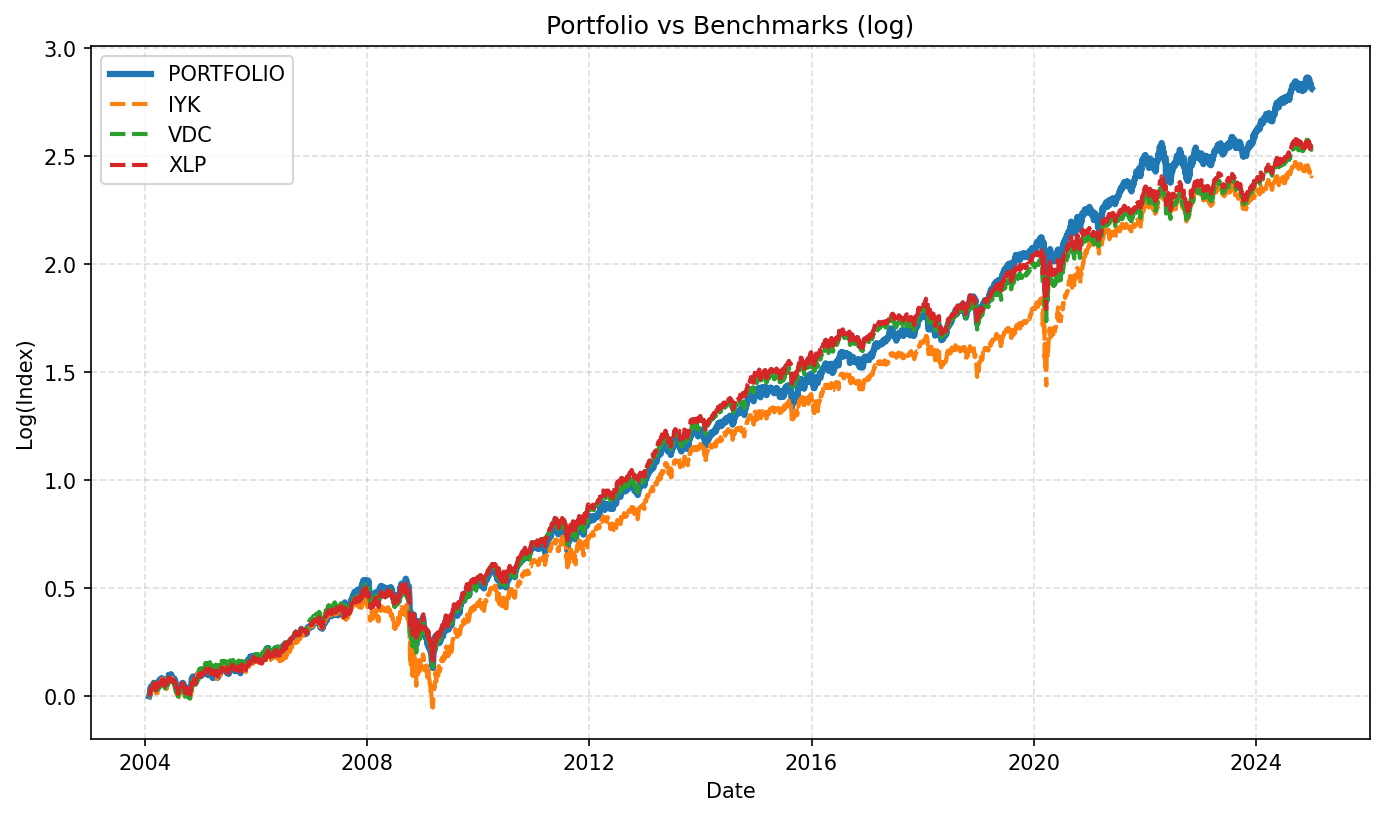 Portfolio vs Benchmarks (log)
PORTFOLIO
IYK
VDC
XLP
Log(Index)
3.0
2.5
2.0
1.5
1.0
0.5
0.0
2004
2008
2012
2016
2020
2024
Date